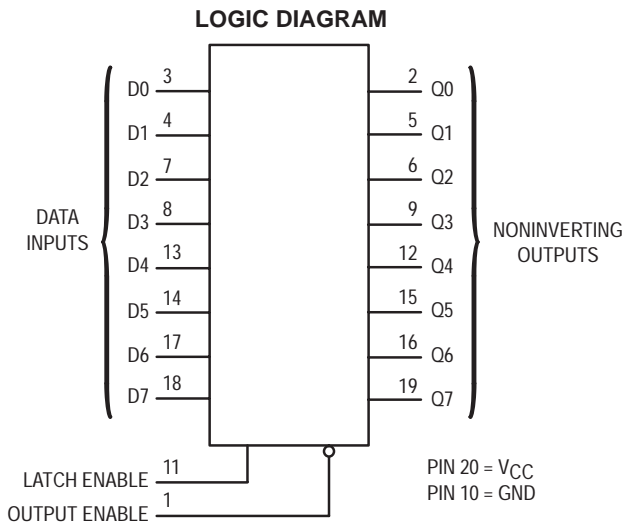 LOGIC DIAGRAM
DATA
INPUTS
D0 3
D1 4
D2 7
D3 8
D4 13
D5 14
D6 17
D7 18
2 Q0
5 Q1
6 Q2
9 Q3
12 Q4
15 Q5
16 Q6
19 Q7
NONINVERTING
OUTPUTS
LATCH ENABLE 11
OUTPUT ENABLE 1
PIN 20 = VCC
PIN 10 = GND